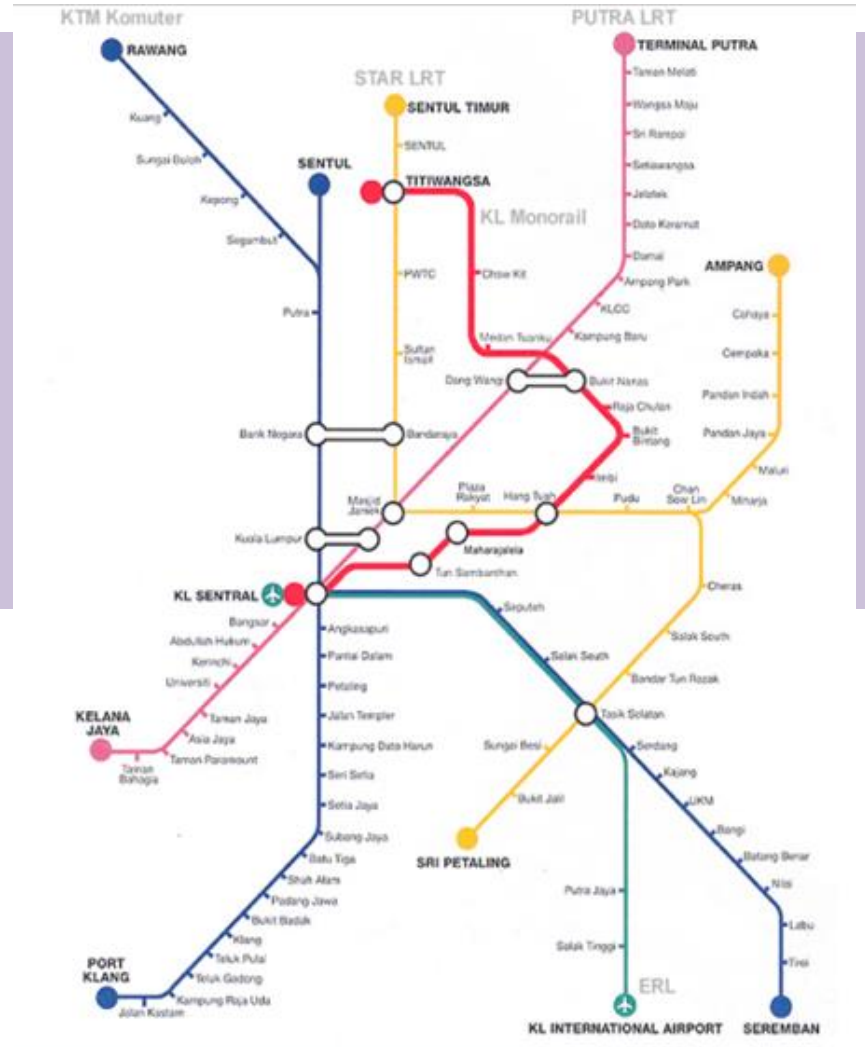 KTM Komuter
PUTRA LRT
RAWANG
TERMINAL PUTRA
STAR LRT
Taman Melati
SENTUL TIMUR
Wangsa Maju
Kuang
Sri Rampai
SENTUL
Sungai Buloh
SENTUL
Setiawangsa
TITIWANGSA
Jelatek
Kepong
KL Monorail
Dato Keramat
Segambut
Damai
AMPANG
PWTC
Chow Kit
Ampang Park
Putra
KLCC
Cahaya
Medan Tuanku
Kampung Baru
Sultan
Ismail
Cempaka
Dang Wangi
Bukit Nanas
Pandan Indah
Raja Chulan
Bank Negara
Bandaraya
Bukit
Bintang
Pandan Jaya
Imbi
Maluri
Masjid
Jamek
Plaza
Rakyat
Hang Tuah
Pudu
Chan
Sow Lin
Miharja
Kuala Lumpur
Maharajalela
Tun Sambanthan
Cheras
KL SENTRAL
Seputeh
Bangsar
Angkasapuri
Salak South
Abdullah Hukum
Pantai Dalam
Salak South
Kerinchi
Bandar Tun Razak
Universiti
Petaling
KELANA
JAYA
Taman Jaya
Jalan Templer
Tasik Selatan
Asia Jaya
Kampung Dato Harun
Sungai Besi
Serdang
Taman Paramount
Taman
Bahagia
Seri Setia
Kajang
Setia Jaya
Bukit Jalil
UKM
Subang Jaya
Bangi
Batu Tiga
SRI PETALING
Batang Benar
Shah Alam
Nilai
Padang Jawa
Putra Jaya
Bukit Badak
Labu
Klang
Salak Tinggi
Teluk Pulai
Tiroi
PORT
KLANG
Teluk Gadong
ERL
Kampung Raja Uda
Jalan Kastam
KL INTERNATIONAL AIRPORT
SEREMBAN